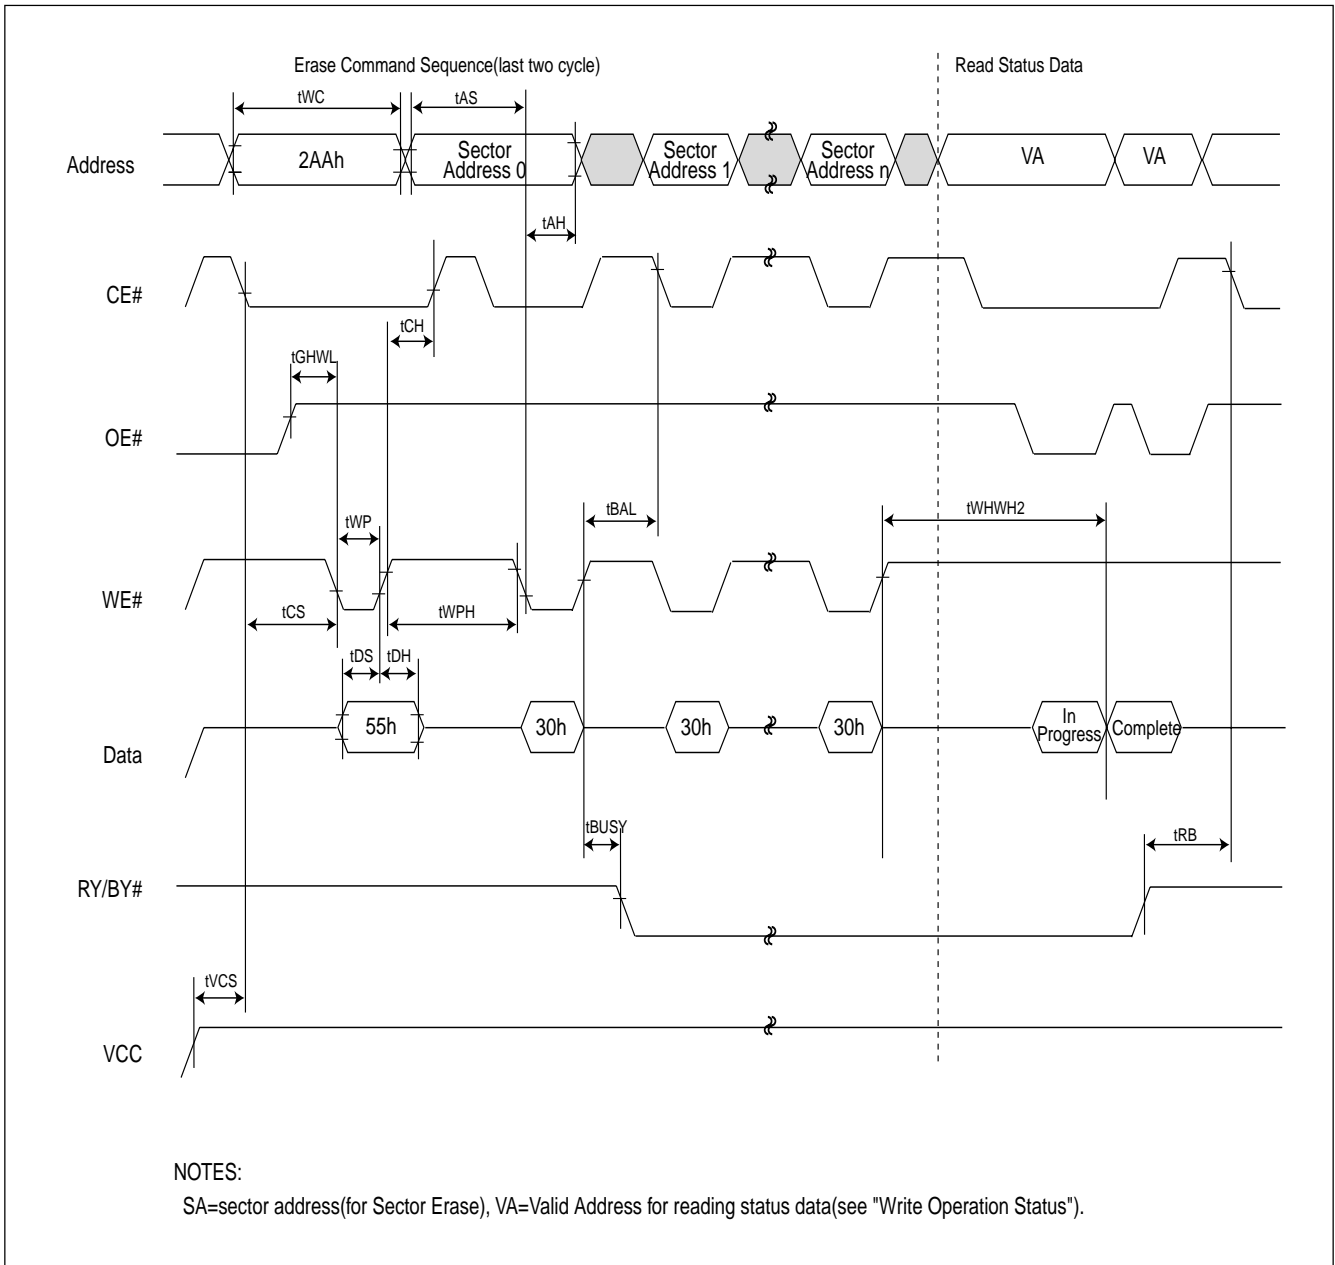 Erase Command Sequence(last two cycle)
Read Status Data
tWC
tAS
Address
2AAh
Sector
Address 0
Sector
Address 1
Sector
Address n
VA
VA
tAH
CE#
tCH
tGHWL
OE#
tBAL
tWHWH2
tWP
WE#
tCS
tWPH
tDS
tDH
55h
30h
30h
30h
In
Progress
Complete
Data
tBUSY
tRB
RY/BY#
tVCS
VCC
NOTES:
SA=sector address(for Sector Erase), VA=Valid Address for reading status data(see "Write Operation Status").